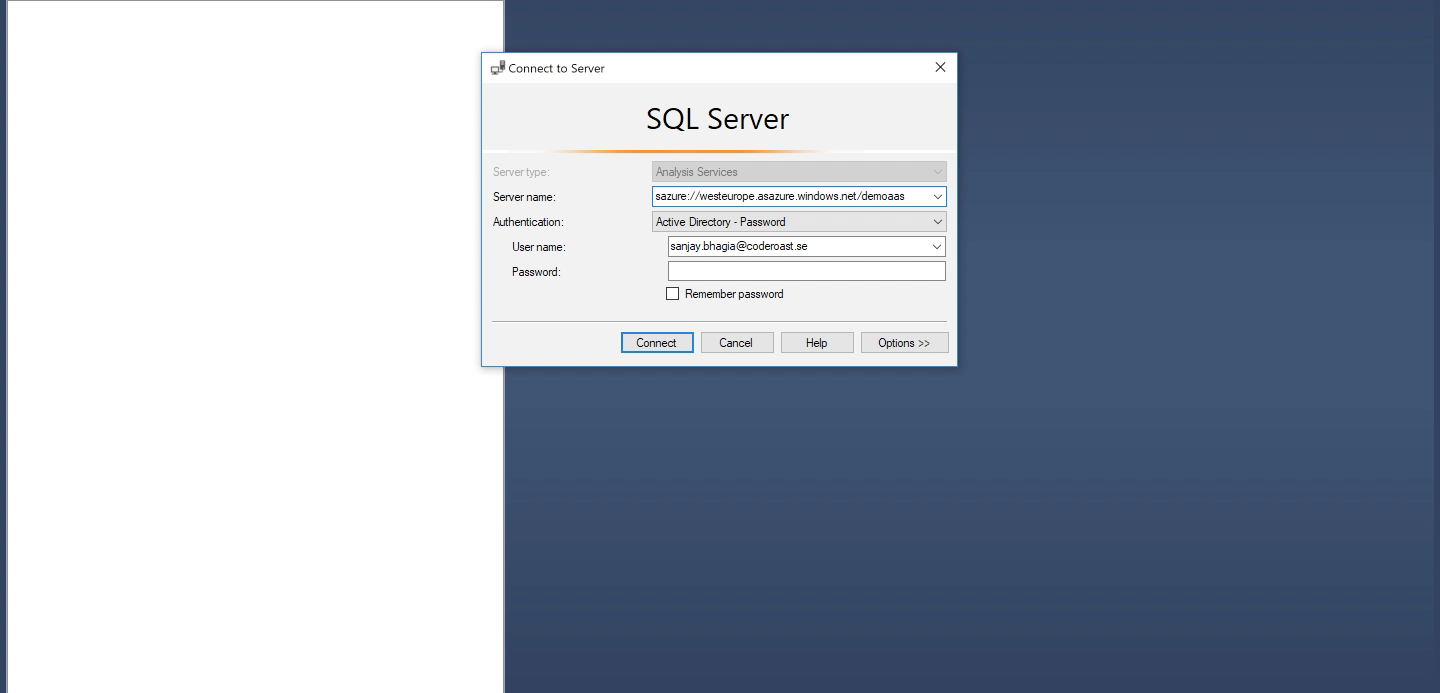 Connect to Server
SQL Server
Server type: Analysis Services
Server name: sazure://westeurope.asazure.windows.net/demoaas
Authentication: Active Directory - Password
User name: sanjay.bhagia@coderoast.se
Password:
Remember password
Connect Cancel Help Options >>